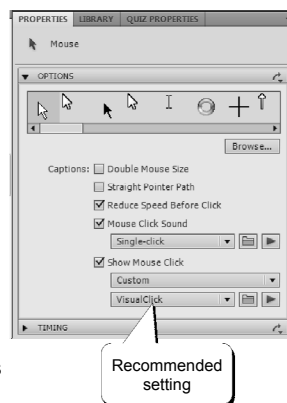 PROPERTIES LIBRARY QUIZ PROPERTIES
Mouse
OPTIONS
Browse...
Captions: Double Mouse Size
Straight Pointer Path
Reduce Speed Before Click
Mouse Click Sound
Single-click
Show Mouse Click
Custom
VisualClick
TIMING
Recommended
setting
s